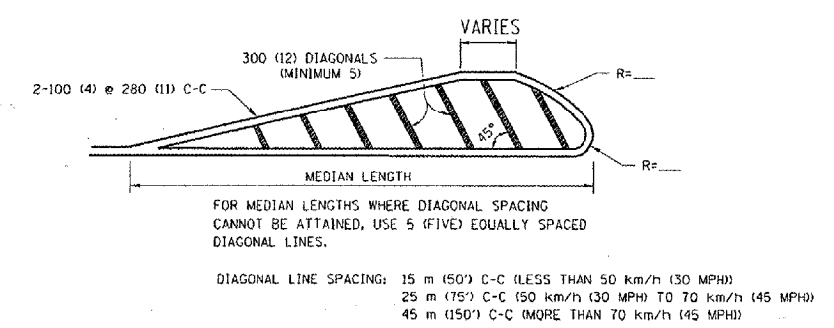 VARIES
300 (12) DIAGONALS
(MINIMUM 5)
R=___
2-100 (4) @ 280 (11) C-C
45°
R=___
MEDIAN LENGTH
FOR MEDIAN LENGTHS WHERE DIAGONAL SPACING
CANNOT BE ATTAINED, USE 5 (FIVE) EQUALLY SPACED
DIAGONAL LINES.
DIAGONAL LINE SPACING: 15 m (50') C-C (LESS THAN 50 km/h (30 MPH))
25 m (75') C-C (50 km/h (30 MPH) TO 70 km/h (45 MPH))
45 m (150') C-C (MORE THAN 70 km/h (45 MPH))